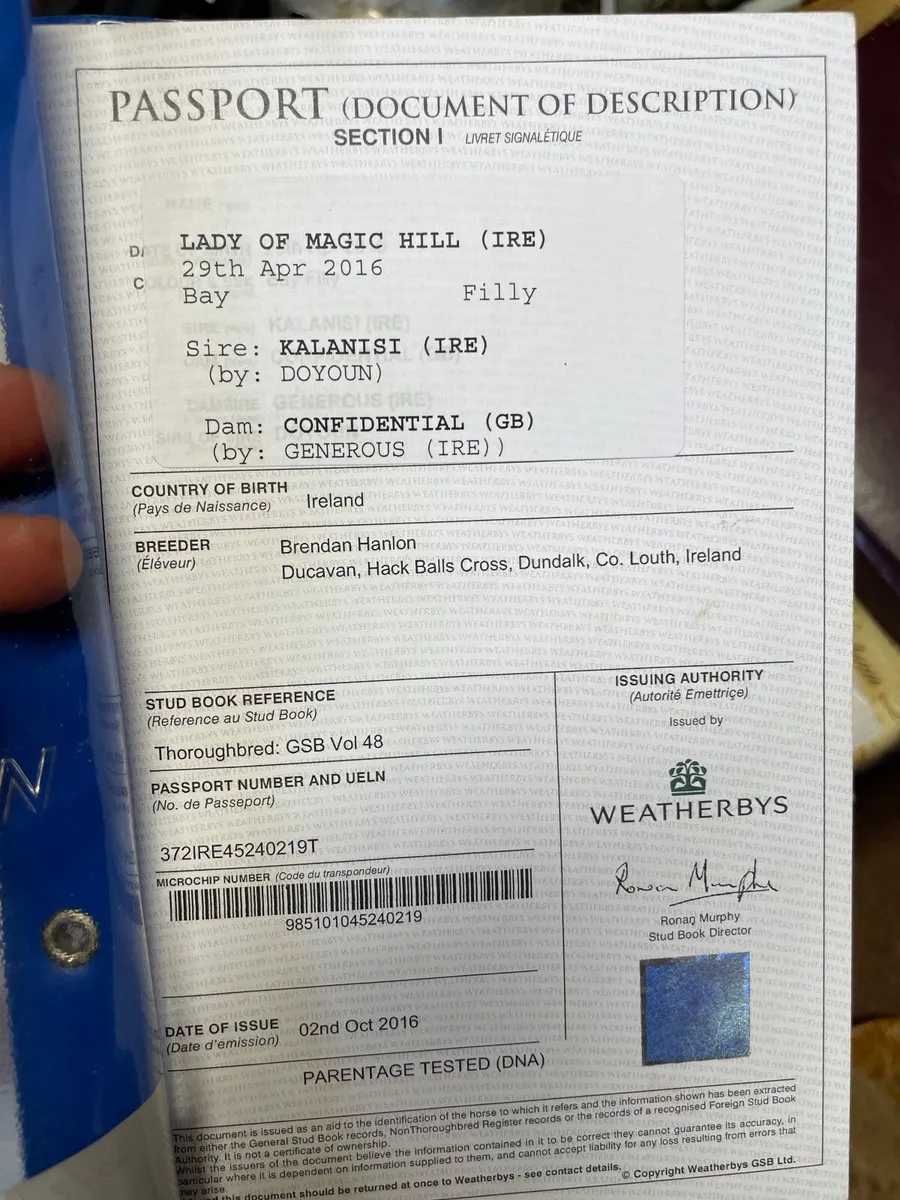 PASSPORT (DOCUMENT OF DESCRIPTION)
SECTION I LIVRET SIGNALÉTIQUE
LADY OF MAGIC HILL (IRE)
29th Apr 2016
Bay Filly
Sire: KALANISI (IRE)
(by: DOYOUN)
Dam: CONFIDENTIAL (GB)
(by: GENEROUS (IRE))
COUNTRY OF BIRTH
(Pays de Naissance) Ireland
BREEDER
(Éléveur)
Brendan Hanlon
Ducavan, Hack Balls Cross, Dundalk, Co. Louth, Ireland
STUD BOOK REFERENCE
(Reference au Stud Book)
Thoroughbred: GSB Vol 48
PASSPORT NUMBER AND UELN
(No. de Passeport)
372IRE45240219T
MICROCHIP NUMBER (Code du transpondeur)
985101045240219
DATE OF ISSUE
(Date d'émission)
02nd Oct 2016
PARENTAGE TESTED (DNA)
ISSUING AUTHORITY
(Autorité Emettriçe)
Issued by
WEATHERBYS
Ronan Murphy
Ronan Murphy
Stud Book Director
This document is issued as an aid to the identification of the horse to which it refers and the information shown has been extracted
from either the General Stud Book records, NonThoroughbred Register records or the records of a recognised Foreign Stud Book
Authority. It is not a certificate of ownership.
Whilst the issuers of the document believe the information contained in it to be correct they cannot guarantee its accuracy, in
particular where it is dependent on information supplied to them, and cannot accept liability for any loss resulting from errors that
may arise.
this document should be returned at once to Weatherbys - see contact details.
© Copyright Weatherbys GSB Ltd.
N